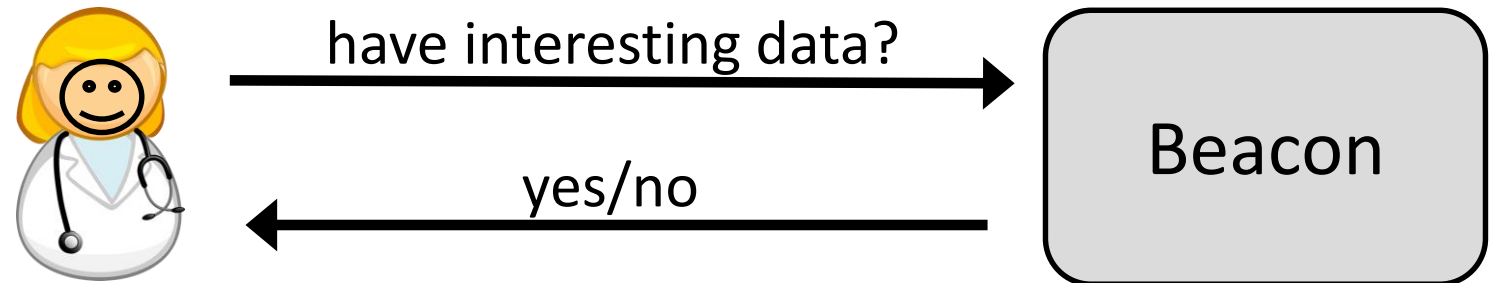 have interesting data?
yes/no
Beacon